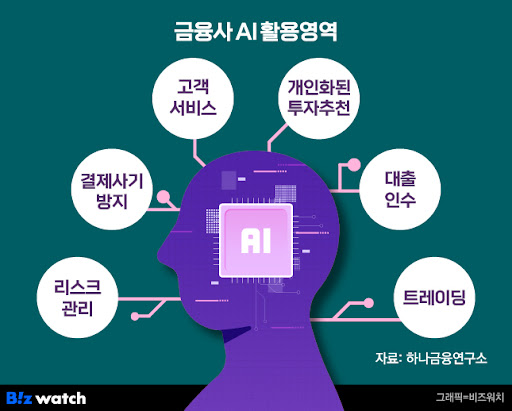 금융사 AI 활용영역
고객
서비스
개인화된
투자추천
결제사기
방지
대출
인수
AI
리스크
관리
트레이딩
자료: 하나금융연구소
B!z watch
그래픽=비즈워치